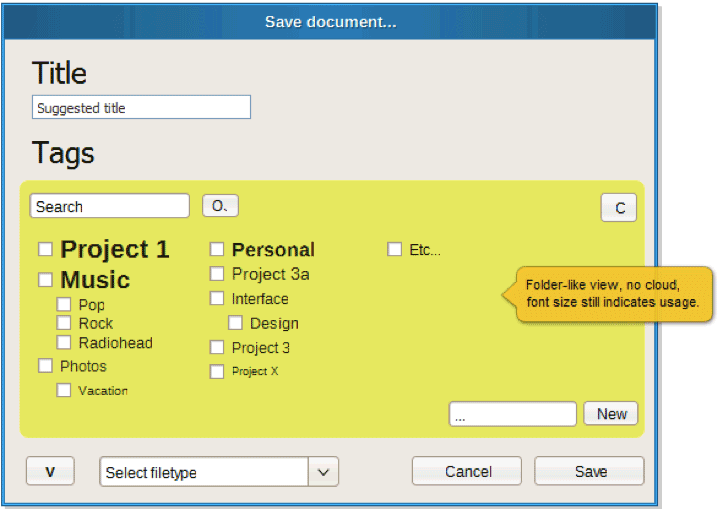 Save document...
Title
Suggested title
Tags
Search
O.
C
Project 1
Music
Pop
Rock
Radiohead
Photos
Vacation
Personal
Project 3a
Interface
Design
Project 3
Project X
Etc...
Folder-like view, no cloud,
font size still indicates usage.
...
New
v
Select filetype
Cancel
Save